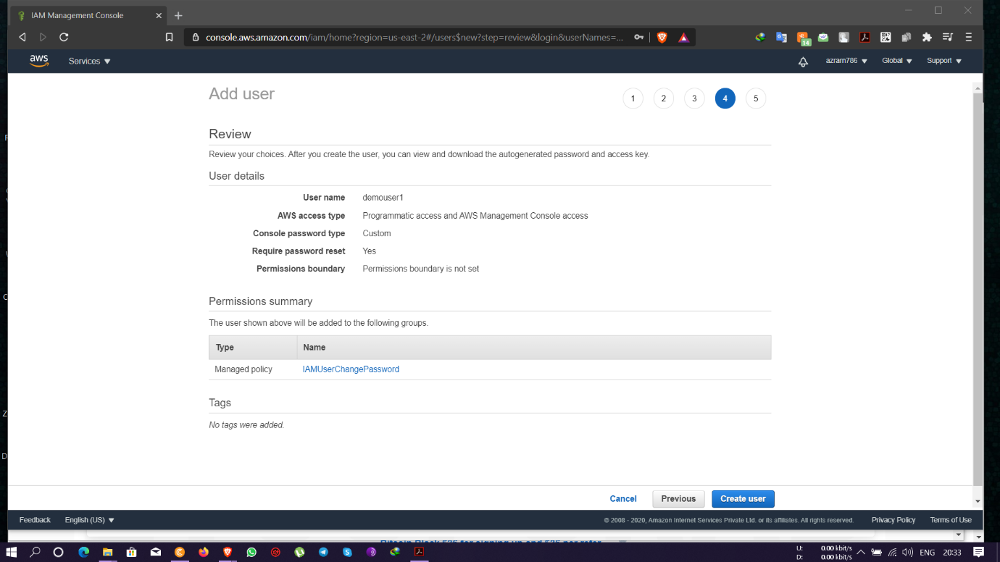 IAM Management Console
console.aws.amazon.com/iam/home?region=us-east-2#/users$new?step=review&login&userNames=...
14
aws
Services
azram786
Global
Support
Add user
1 2 3 4 5
Review
Review your choices. After you create the user, you can view and download the autogenerated password and access key.
User details
User name demouser1
AWS access type Programmatic access and AWS Management Console access
Console password type Custom
Require password reset Yes
Permissions boundary Permissions boundary is not set
Permissions summary
The user shown above will be added to the following groups.
Type Name
Managed policy IAMUserChangePassword
Tags
No tags were added.
Cancel Previous Create user
Feedback English (US) © 2008 - 2020, Amazon Internet Services Private Ltd. or its affiliates. All rights reserved. Privacy Policy Terms of Use
U: 0.00 kbit/s
D: 0.00 kbit/s
ENG 20:33